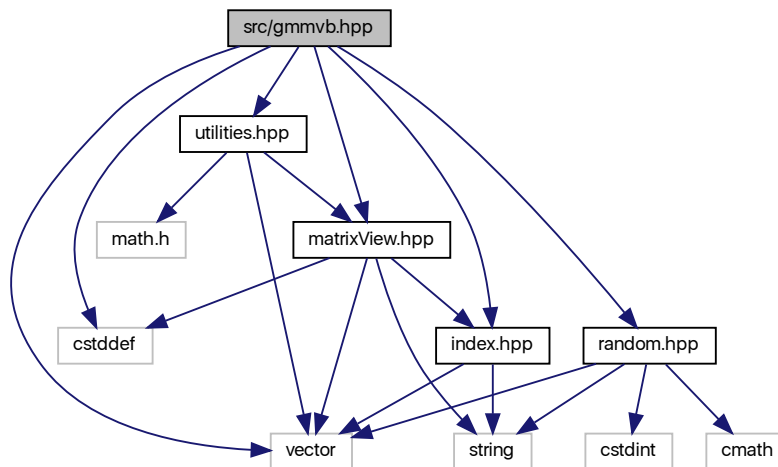 src/gmmvb.hpp
utilities.hpp
math.h
matrixView.hpp
cstddef
index.hpp
random.hpp
vector
string
cstdint
cmath